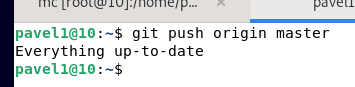 mc [root@10]:/home/p... pavel1
pavel1@10:~$ git push origin master
Everything up-to-date
pavel1@10:~$